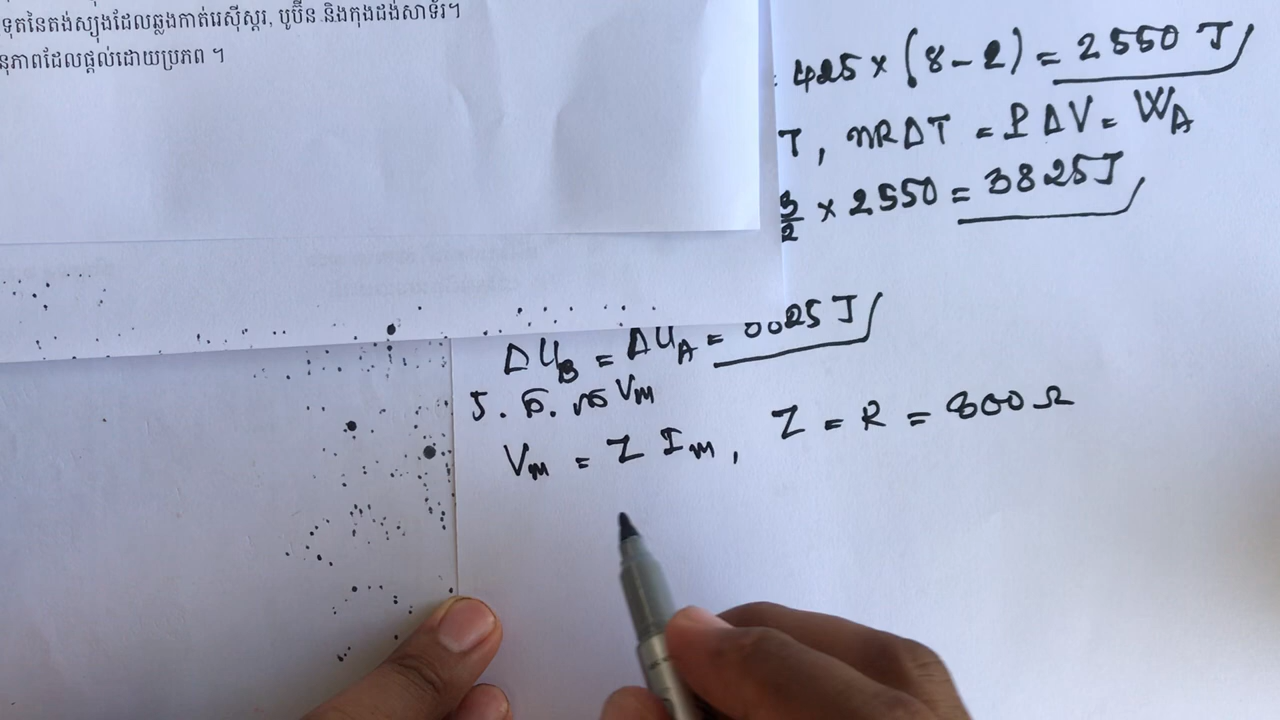 ទុតនៃតង់ស្យុងដែលឆ្លងកាត់រេស៊ីស្តរ, បូប៊ីន និងកុងដង់សាទ័រ។
នុភាពដែលផ្តល់ដោយប្រភព ។
425 × (8 - 2) = 2550 J
T, nRΔT = PΔV = W_A
3/2 × 2550 = 3825J
ΔU_B = ΔU_A = 3825 J
5. ក. រក V_m
V_m = Z I_m, Z = R = 800 Ω